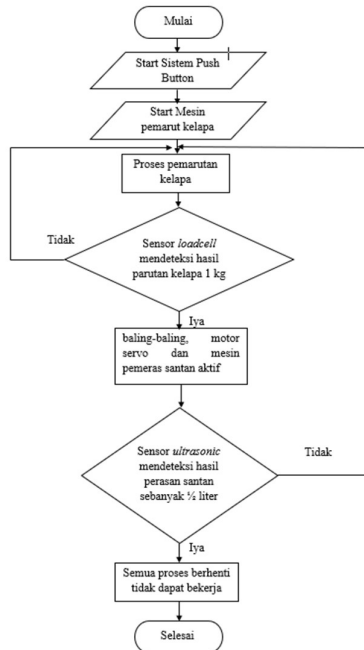 Mulai
Start Sistem Push
Button
Start Mesin
pemarut kelapa
Proses pemarutan
kelapa
Tidak
Sensor loadcell
mendeteksi hasil
parutan kelapa 1 kg
Iya
baling-baling, motor
servo dan mesin
pemeras santan aktif
Sensor ultrasonic
mendeteksi hasil
perasan santan
sebanyak ½ liter
Tidak
Iya
Semua proses berhenti
tidak dapat bekerja
Selesai